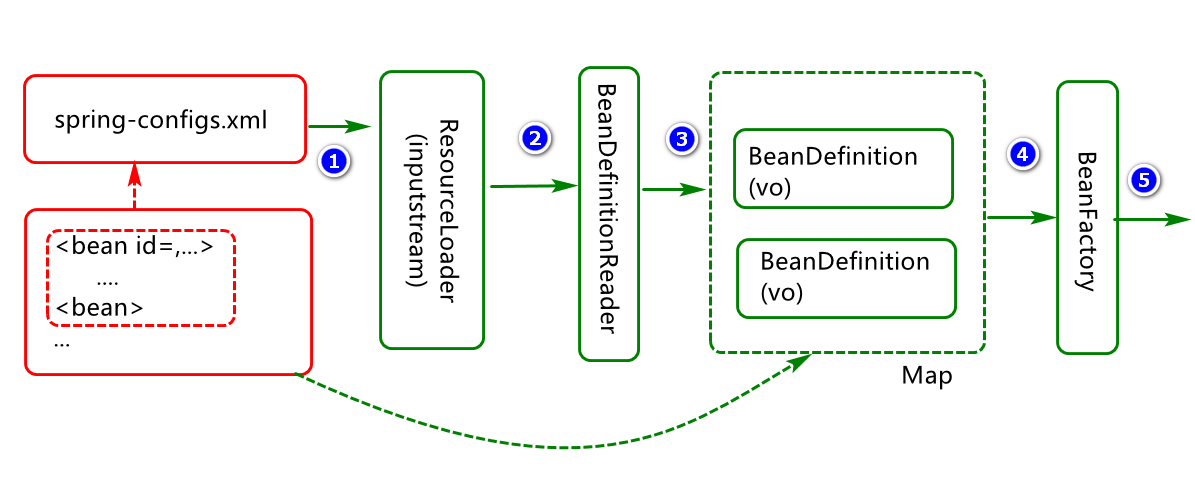 spring-configs.xml
1
<bean id=,...>
....
<bean>
...
ResourceLoader
(inputstream)
2
BeanDefinitionReader
3
BeanDefinition
(vo)
BeanDefinition
(vo)
Map
4
BeanFactory
5